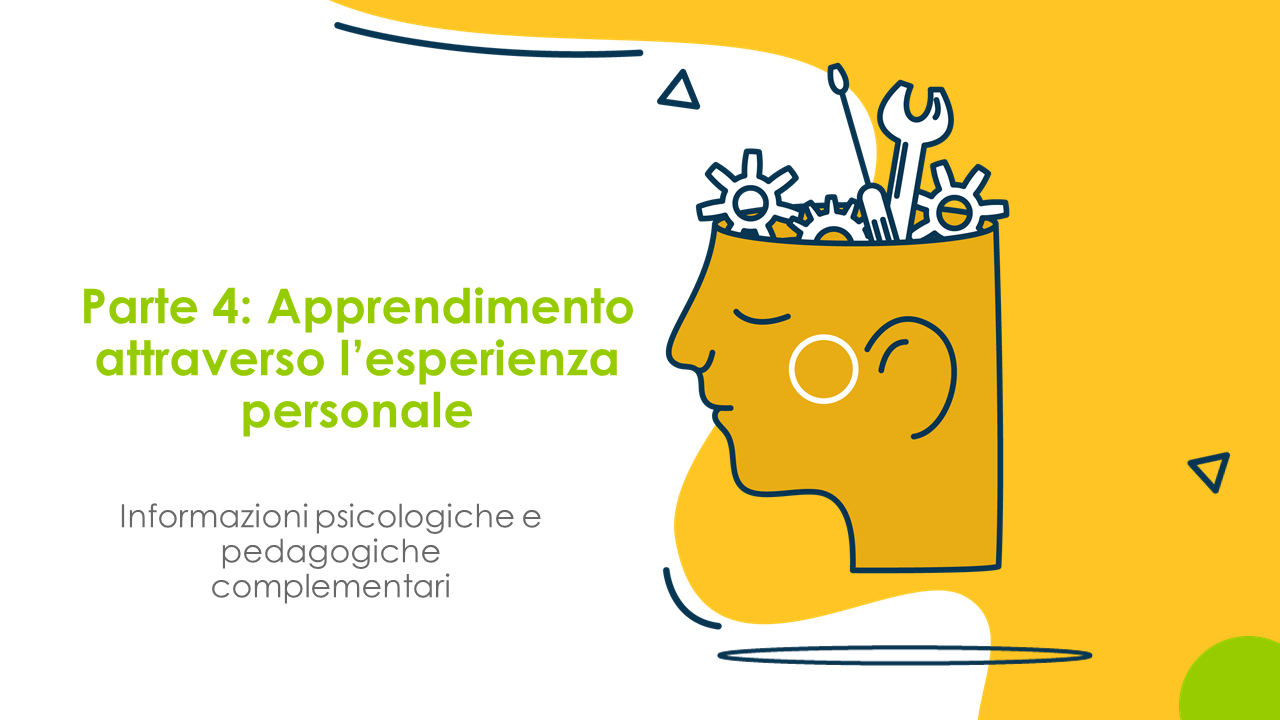 Parte 4: Apprendimento
attraverso l’esperienza
personale
Informazioni psicologiche e
pedagogiche
complementari